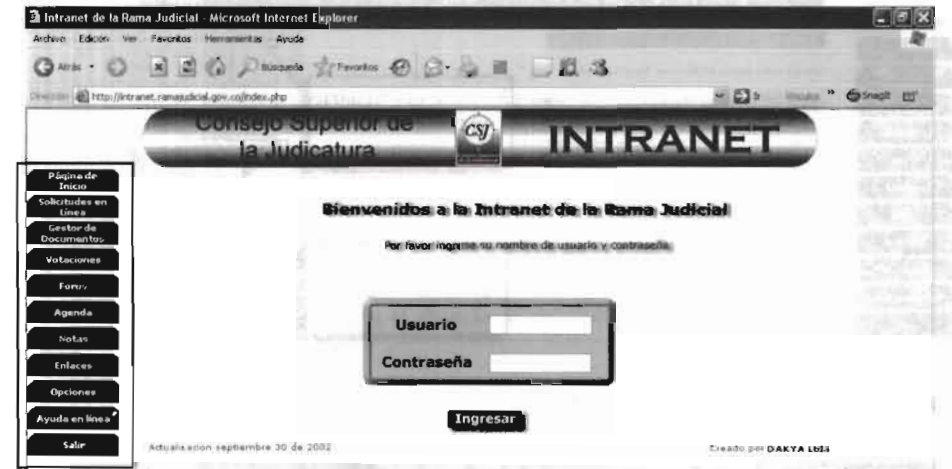 Intranet de la Rama Judicial - Microsoft Internet Explorer
Archivo Edición Ver Favoritos Herramientas Ayuda
Atrás Búsqueda Favoritos
http://intranet.ramajudicial.gov.co/index.php Ir Vínculos » SnagIt
Consejo Superior de
la Judicatura
CSJ
INTRANET
Página de
Inicio
Solicitudes en
Línea
Gestor de
Documentos
Votaciones
Foros
Agenda
Notas
Enlaces
Opciones
Ayuda en línea
Salir
Bienvenidos a la Intranet de la Rama Judicial
Por favor ingrese su nombre de usuario y contraseña.
Usuario
Contraseña
Ingresar
Actualización septiembre 30 de 2002
Creado por DAKYA Ltda